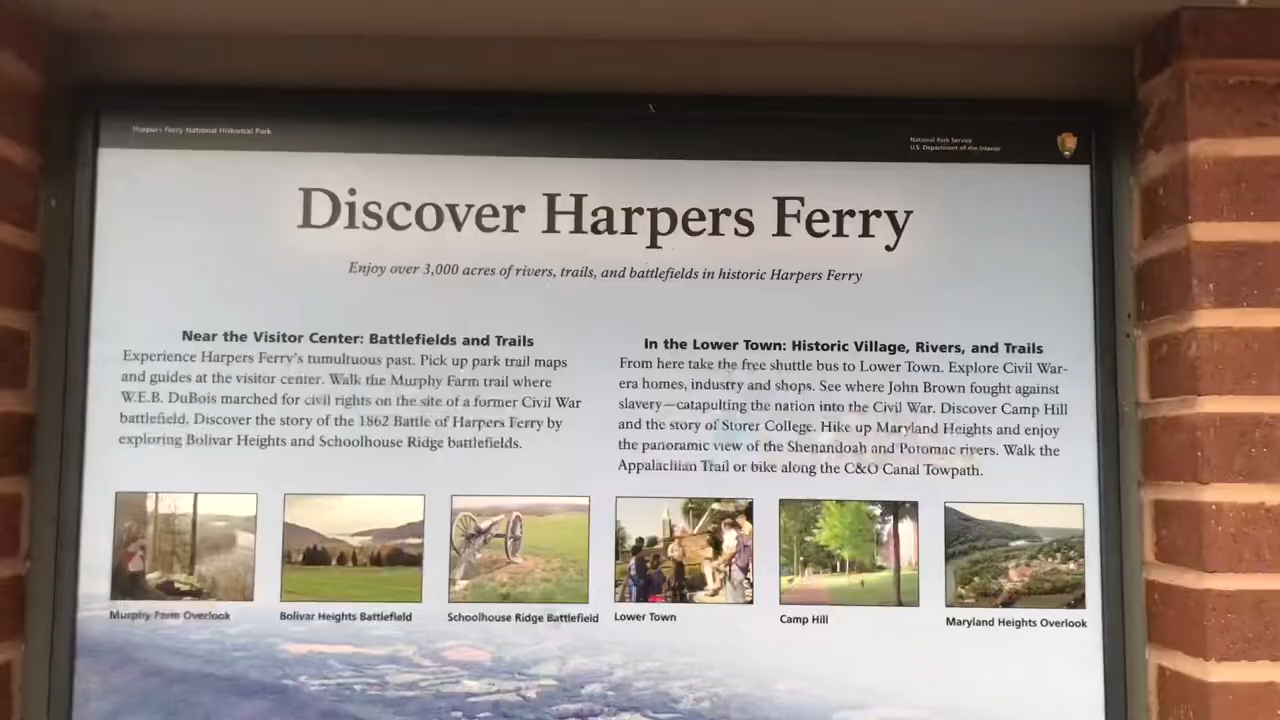 Harpers Ferry National Historical Park
National Park Service
U.S. Department of the Interior
Discover Harpers Ferry
Enjoy over 3,000 acres of rivers, trails, and battlefields in historic Harpers Ferry
Near the Visitor Center: Battlefields and Trails
Experience Harpers Ferry's tumultuous past. Pick up park trail maps
and guides at the visitor center. Walk the Murphy Farm trail where
W.E.B. DuBois marched for civil rights on the site of a former Civil War
battlefield. Discover the story of the 1862 Battle of Harpers Ferry by
exploring Bolivar Heights and Schoolhouse Ridge battlefields.
In the Lower Town: Historic Village, Rivers, and Trails
From here take the free shuttle bus to Lower Town. Explore Civil War-
era homes, industry and shops. See where John Brown fought against
slavery—catapulting the nation into the Civil War. Discover Camp Hill
and the story of Storer College. Hike up Maryland Heights and enjoy
the panoramic view of the Shenandoah and Potomac rivers. Walk the
Appalachian Trail or bike along the C&O Canal Towpath.
Murphy Farm Overlook
Bolivar Heights Battlefield
Schoolhouse Ridge Battlefield
Lower Town
Camp Hill
Maryland Heights Overlook